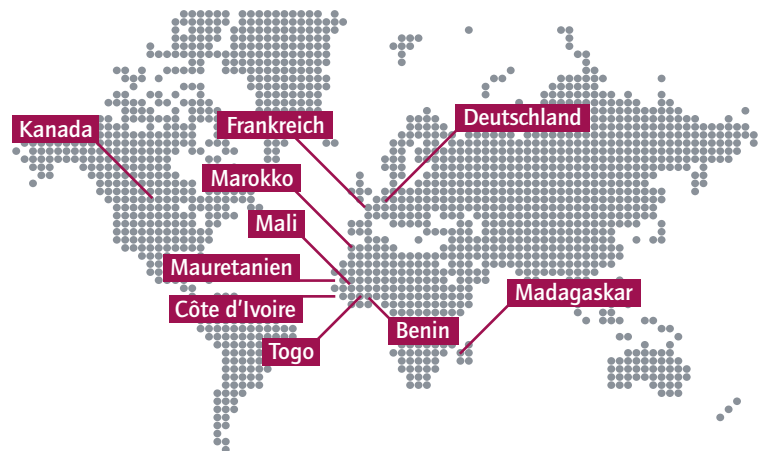 Kanada
Frankreich
Deutschland
Marokko
Mali
Mauretanien
Côte d'Ivoire
Madagaskar
Benin
Togo